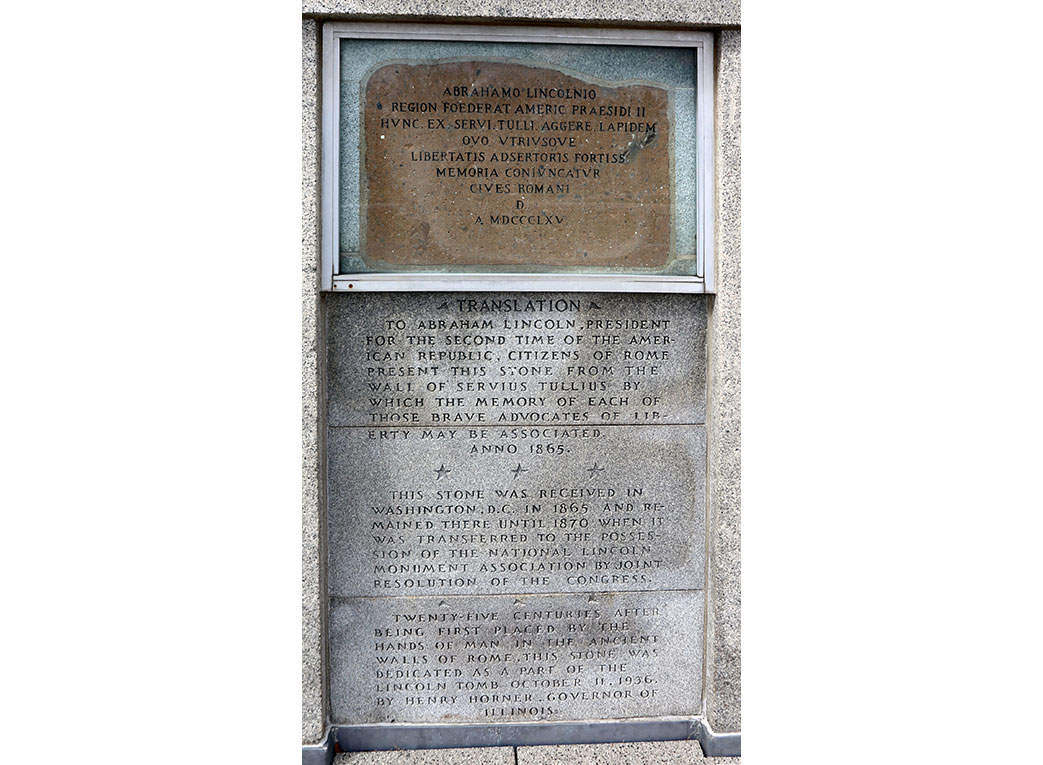 ABRAHAMO LINCOLNIO
REGION FOEDERAT AMERIC PRAESIDI II
HVNC. EX. SERVI. TULLI. AGGERE. LAPIDEM
QVO VTRIVSQVE
LIBERTATIS ADSERTORIS FORTISS
MEMORIA CONIVNCATVR
CIVES ROMANI
D
A. MDCCCLXV
TRANSLATION
TO ABRAHAM LINCOLN, PRESIDENT
FOR THE SECOND TIME OF THE AMER-
ICAN REPUBLIC, CITIZENS OF ROME
PRESENT THIS STONE FROM THE
WALL OF SERVIUS TULLIUS BY
WHICH THE MEMORY OF EACH OF
THOSE BRAVE ADVOCATES OF LIB-
ERTY MAY BE ASSOCIATED.
ANNO 1865.
THIS STONE WAS RECEIVED IN
WASHINGTON, D.C. IN 1865 AND RE-
MAINED THERE UNTIL 1870 WHEN IT
WAS TRANSFERRED TO THE POSSES-
SION OF THE NATIONAL LINCOLN
MONUMENT ASSOCIATION BY JOINT
RESOLUTION OF THE CONGRESS.
TWENTY-FIVE CENTURIES AFTER
BEING FIRST PLACED BY THE
HANDS OF MAN IN THE ANCIENT
WALLS OF ROME, THIS STONE WAS
DEDICATED AS A PART OF THE
LINCOLN TOMB OCTOBER 11, 1936.
BY HENRY HORNER, GOVERNOR OF
ILLINOIS.